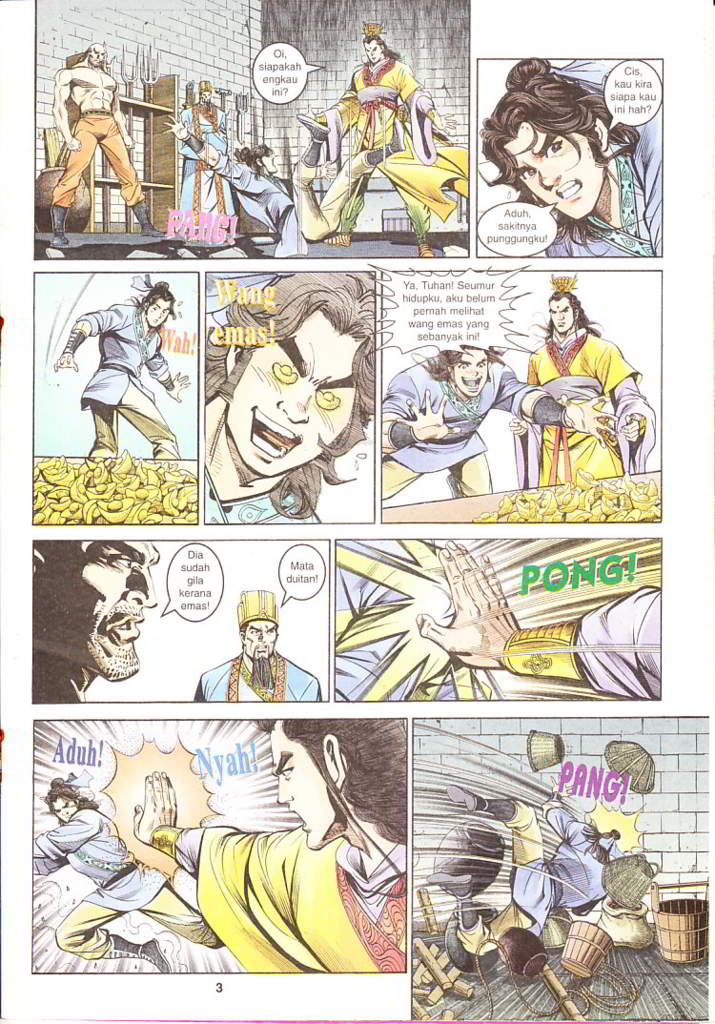 Oi,
siapakah
engkau
ini?
PANG!
Cis,
kau kira
siapa kau
ini hah?
Aduh,
sakitnya
punggungku!
Wah!
Wang
emas!
Ya, Tuhan! Seumur
hidupku, aku belum
pernah melihat
wang emas yang
sebanyak ini!
Dia
sudah
gila
kerana
emas!
Mata
duitan!
PONG!
Aduh!
Nyah!
PANG!
3